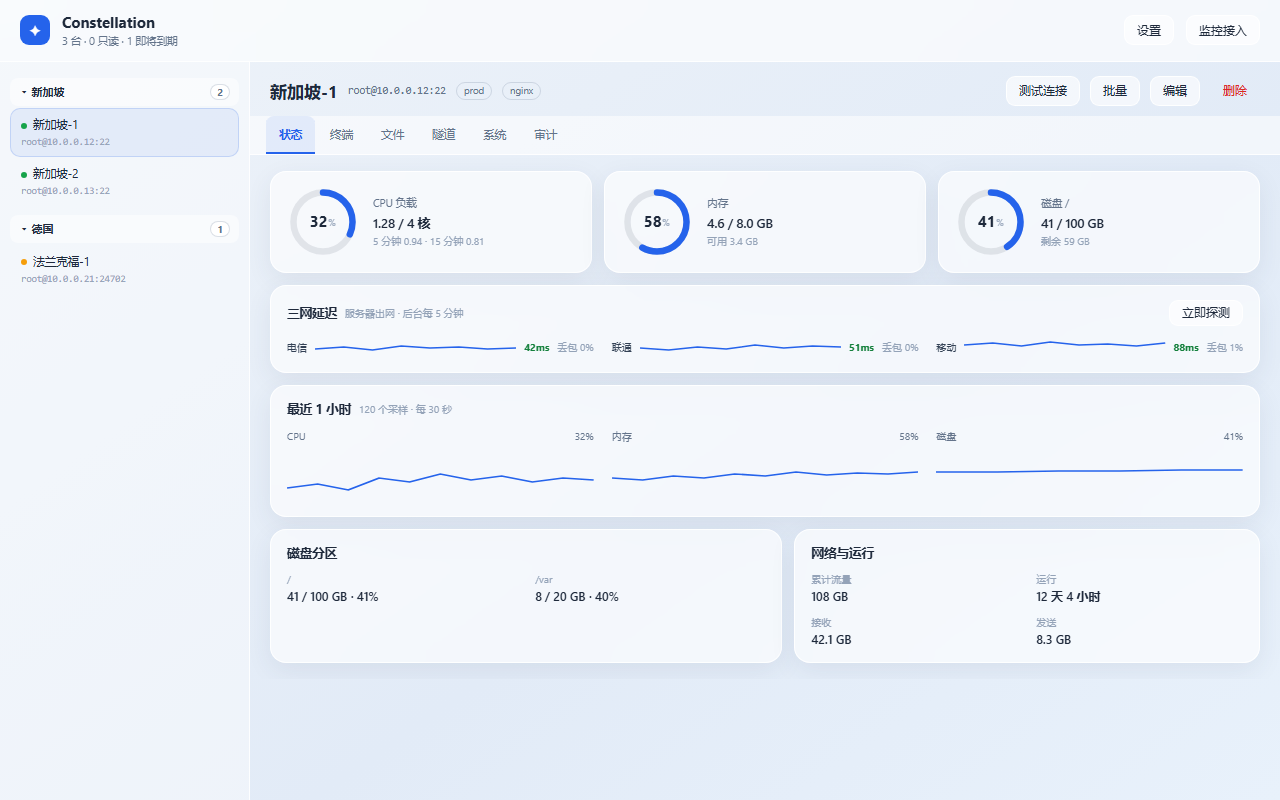 ✦ Constellation
3 台 · 0 只读 · 1 即将到期
设置 监控接入
新加坡 2
新加坡-1
root@10.0.0.12:22
新加坡-2
root@10.0.0.13:22
德国 1
法兰克福-1
root@10.0.0.21:24702
新加坡-1 root@10.0.0.12:22 prod nginx 测试连接 批量 编辑 删除
状态 终端 文件 隧道 系统 审计
32%
CPU 负载
1.28 / 4 核
5 分钟 0.94 · 15 分钟 0.81
58%
内存
4.6 / 8.0 GB
可用 3.4 GB
41%
磁盘 /
41 / 100 GB
剩余 59 GB
三网延迟 服务器出网 · 后台每 5 分钟 立即探测
电信 42ms 丢包 0% 联通 51ms 丢包 0% 移动 88ms 丢包 1%
最近 1 小时 120 个采样 · 每 30 秒
CPU 32% 内存 58% 磁盘 41%
磁盘分区
/ /var
41 / 100 GB · 41% 8 / 20 GB · 40%
网络与运行
累计流量 运行
108 GB 12 天 4 小时
接收 发送
42.1 GB 8.3 GB